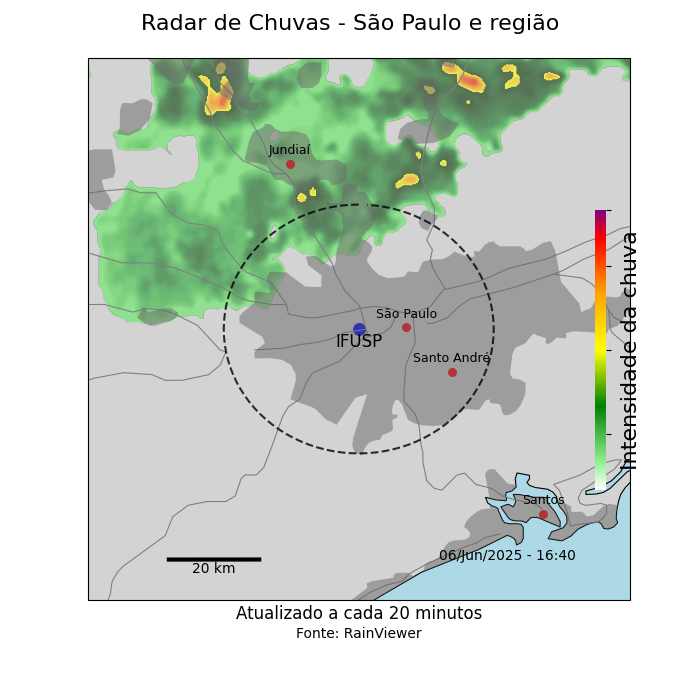 Radar de Chuvas - São Paulo e região
Jundiaí
São Paulo
IFUSP
Santo André
Intensidade da chuva
Santos
06/Jun/2025 - 16:40
20 km
Atualizado a cada 20 minutos
Fonte: RainViewer